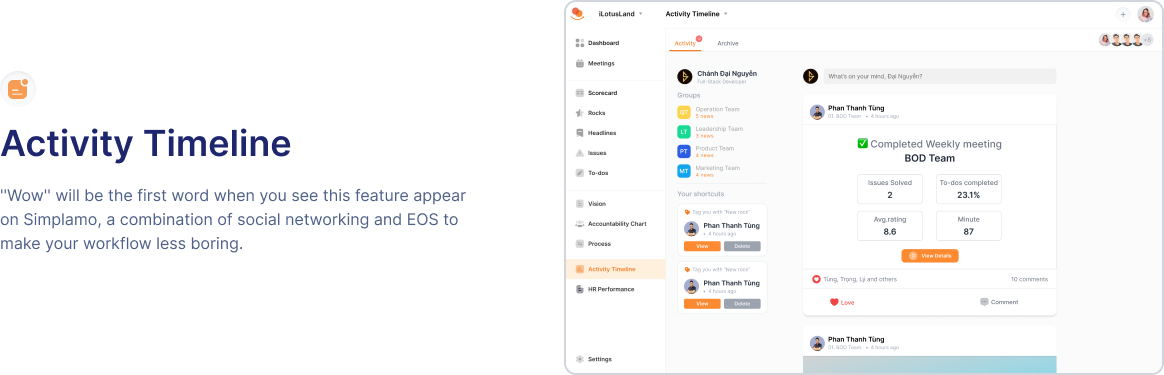 Activity Timeline
"Wow" will be the first word when you see this feature appear
on Simplamo, a combination of social networking and EOS to
make your workflow less boring.
iLotusLand
Activity Timeline
Dashboard
Meetings
Scorecard
Rocks
Headlines
Issues
To-dos
Vision
Accountability Chart
Process
Activity Timeline
HR Performance
Settings
Activity
Archive
+4
Chánh Đại Nguyễn
Full-Stack Developer
Groups
OT
Operation Team
5 news
LT
Leadership Team
3 news
PT
Product Team
4 news
MT
Marketing Team
4 news
Your shortcuts
Tag you with "New rock"
Phan Thanh Tùng
• 4 hours ago
View
Delete
Tag you with "New rock"
Phan Thanh Tùng
• 4 hours ago
View
Delete
What's on your mind, Đại Nguyễn?
Phan Thanh Tùng
01. BOD Team • 4 hours ago
✅ Completed Weekly meeting
BOD Team
Issues Solved
2
To-dos completed
23.1%
Avg.rating
8.6
Minute
87
View Details
Tùng, Trọng, Lý and others
10 comments
Love
Comment
Phan Thanh Tùng
01. BOD Team • 4 hours ago